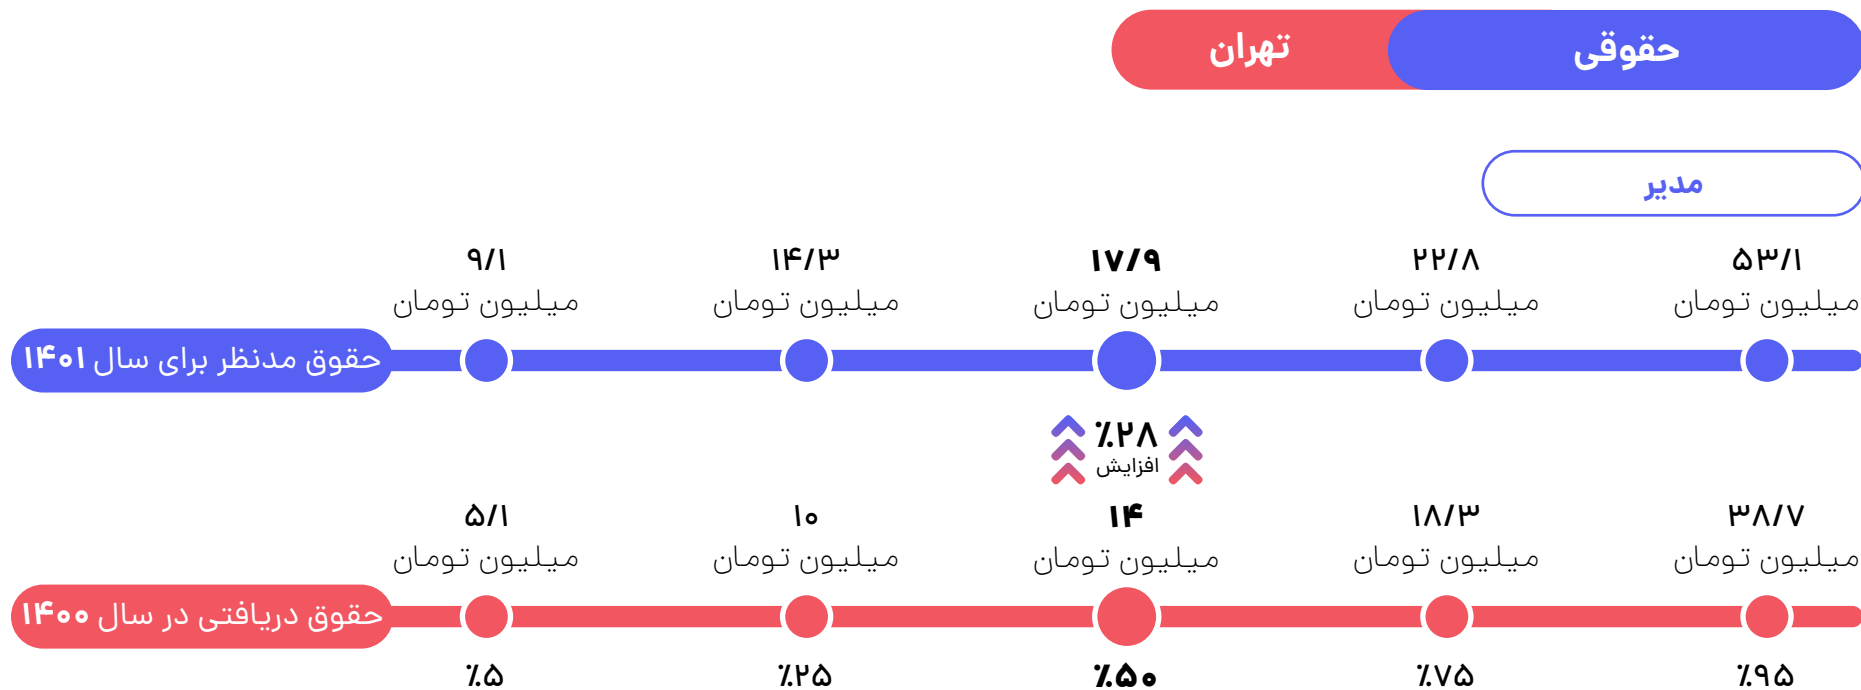 حقوقی
تهران
مدیر
۹/۱ ۱۴/۳ ۱۷/۹ ۲۲/۸ ۵۳/۱
میلیون تومان میلیون تومان میلیون تومان میلیون تومان میلیون تومان
حقوق مدنظر برای سال ۱۴۰۱
٪۲۸
افزایش
۵/۱ ۱۰ ۱۴ ۱۸/۳ ۳۸/۷
میلیون تومان میلیون تومان میلیون تومان میلیون تومان میلیون تومان
حقوق دریافتی در سال ۱۴۰۰
٪۵ ٪۲۵ ٪۵۰ ٪۷۵ ٪۹۵